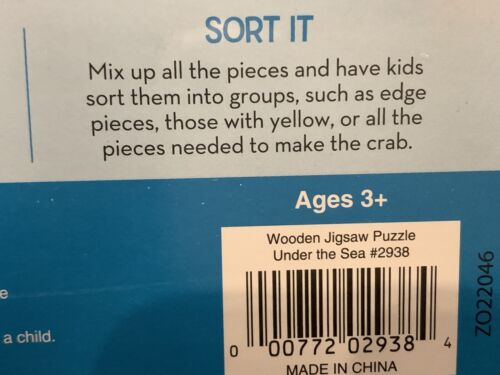 SORT IT
Mix up all the pieces and have kids
sort them into groups, such as edge
pieces, those with yellow, or all the
pieces needed to make the crab.
Ages 3+
Wooden Jigsaw Puzzle
Under the Sea #2938
e
a child.
0 00772 02938 4
MADE IN CHINA
ZO22046